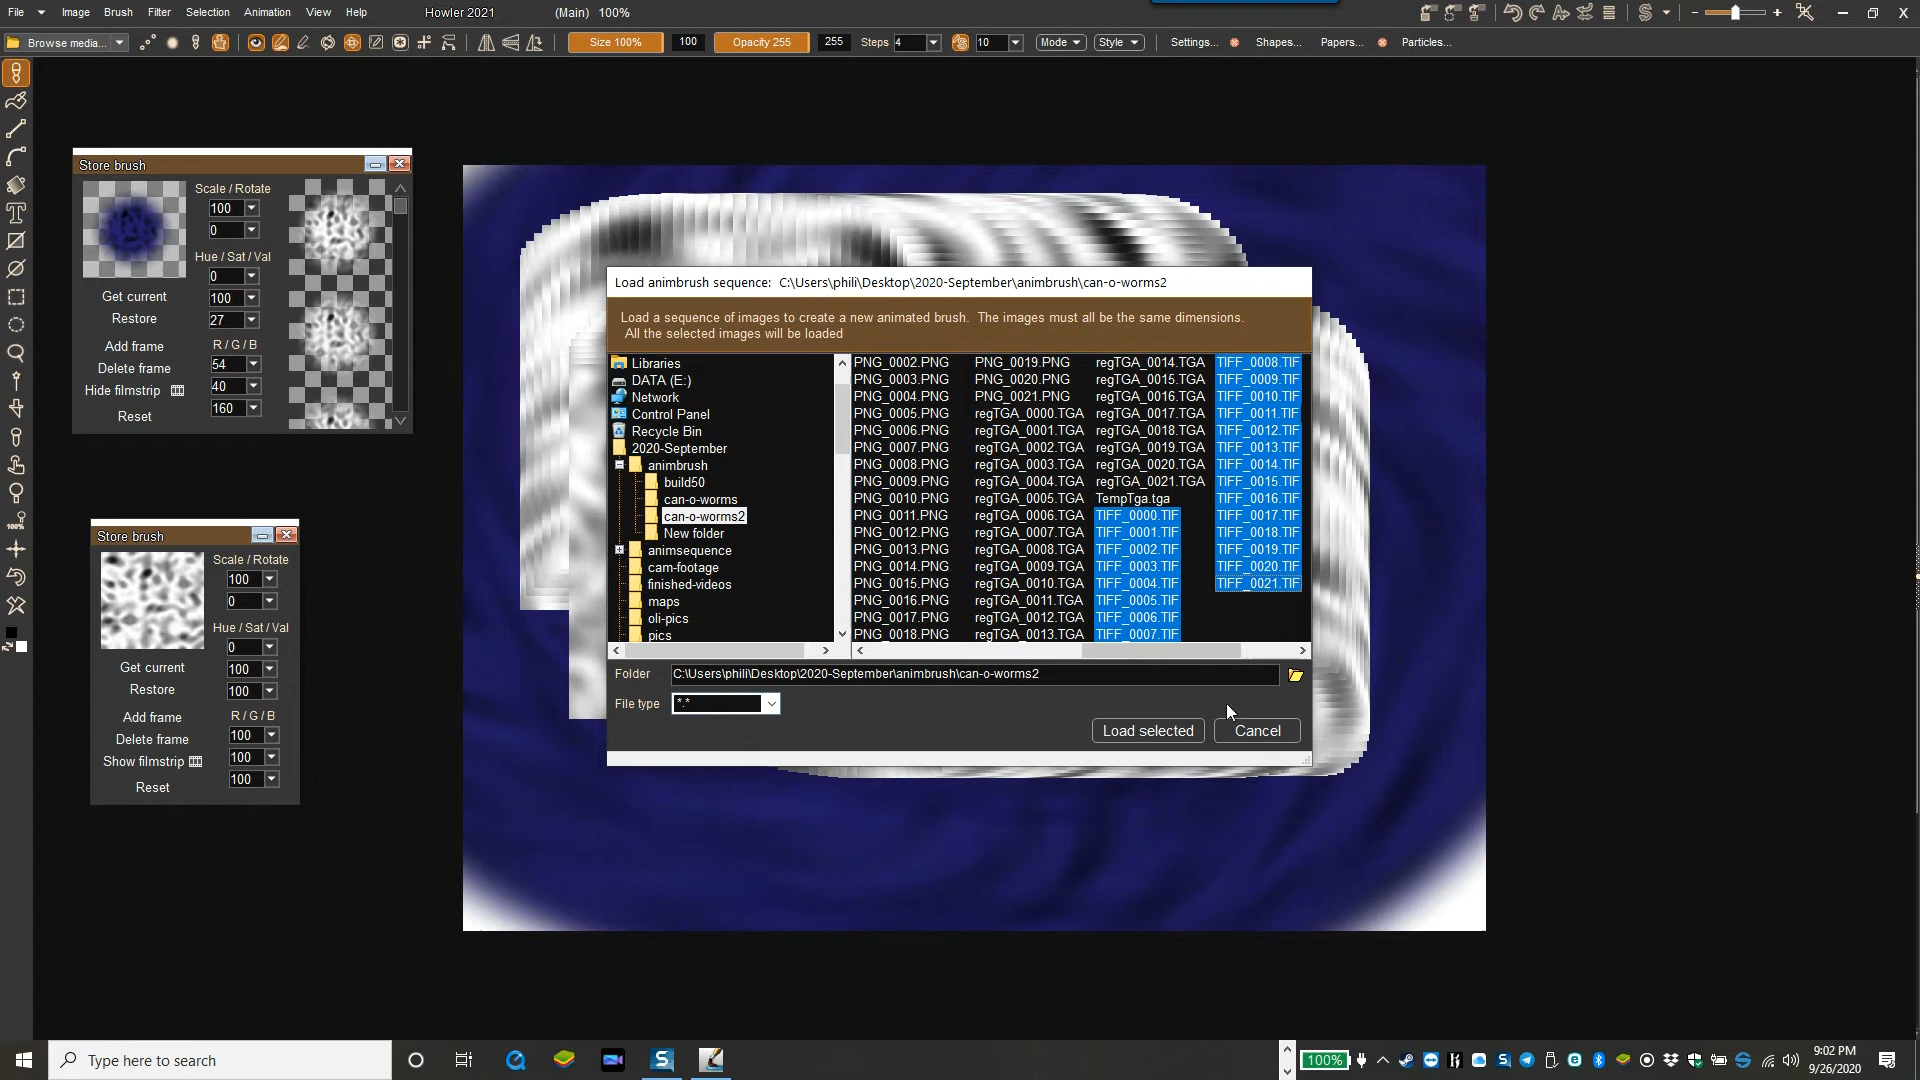 File Image Brush Filter Selection Animation View Help Howler 2021 (Main) 100%
Browse media... Size 100% 100 Opacity 255 255 Steps 4 10 Mode Style Settings... Shapes... Papers... Particles...
Store brush
Scale / Rotate
100
0
Hue / Sat / Val
0
Get current 100
Restore 27
Add frame R / G / B
Delete frame 54
Hide filmstrip 40
Reset 160
Store brush
Scale / Rotate
100
0
Hue / Sat / Val
0
Get current 100
Restore 100
Add frame R / G / B
Delete frame 100
Show filmstrip 100
Reset 100
100%
Load animbrush sequence: C:\Users\phili\Desktop\2020-September\animbrush\can-o-worms2
Load a sequence of images to create a new animated brush. The images must all be the same dimensions.
All the selected images will be loaded
Libraries PNG_0002.PNG PNG_0019.PNG regTGA_0014.TGA TIFF_0008.TIF
DATA (E:) PNG_0003.PNG PNG_0020.PNG regTGA_0015.TGA TIFF_0009.TIF
Network PNG_0004.PNG PNG_0021.PNG regTGA_0016.TGA TIFF_0010.TIF
Control Panel PNG_0005.PNG regTGA_0000.TGA regTGA_0017.TGA TIFF_0011.TIF
Recycle Bin PNG_0006.PNG regTGA_0001.TGA regTGA_0018.TGA TIFF_0012.TIF
2020-September PNG_0007.PNG regTGA_0002.TGA regTGA_0019.TGA TIFF_0013.TIF
animbrush PNG_0008.PNG regTGA_0003.TGA regTGA_0020.TGA TIFF_0014.TIF
build50 PNG_0009.PNG regTGA_0004.TGA regTGA_0021.TGA TIFF_0015.TIF
can-o-worms PNG_0010.PNG regTGA_0005.TGA TempTga.tga TIFF_0016.TIF
can-o-worms2 PNG_0011.PNG regTGA_0006.TGA TIFF_0000.TIF TIFF_0017.TIF
New folder PNG_0012.PNG regTGA_0007.TGA TIFF_0001.TIF TIFF_0018.TIF
animsequence PNG_0013.PNG regTGA_0008.TGA TIFF_0002.TIF TIFF_0019.TIF
cam-footage PNG_0014.PNG regTGA_0009.TGA TIFF_0003.TIF TIFF_0020.TIF
finished-videos PNG_0015.PNG regTGA_0010.TGA TIFF_0004.TIF TIFF_0021.TIF
maps PNG_0016.PNG regTGA_0011.TGA TIFF_0005.TIF
oli-pics PNG_0017.PNG regTGA_0012.TGA TIFF_0006.TIF
pics PNG_0018.PNG regTGA_0013.TGA TIFF_0007.TIF
Folder C:\Users\phili\Desktop\2020-September\animbrush\can-o-worms2
File type *.*
Load selected Cancel
Type here to search 100% 9:02 PM
9/26/2020